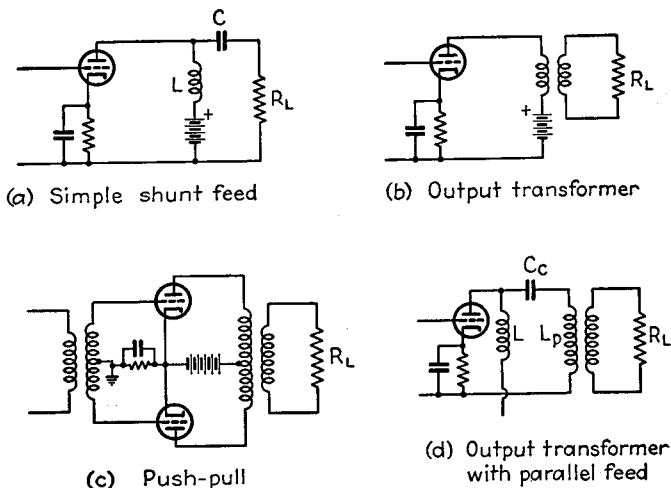 C
L
+
R_L
(a) Simple shunt feed
+
R_L
(b) Output transformer
R_L
(c) Push-pull
C_C
L
L_p
R_L
(d) Output transformer
with parallel feed